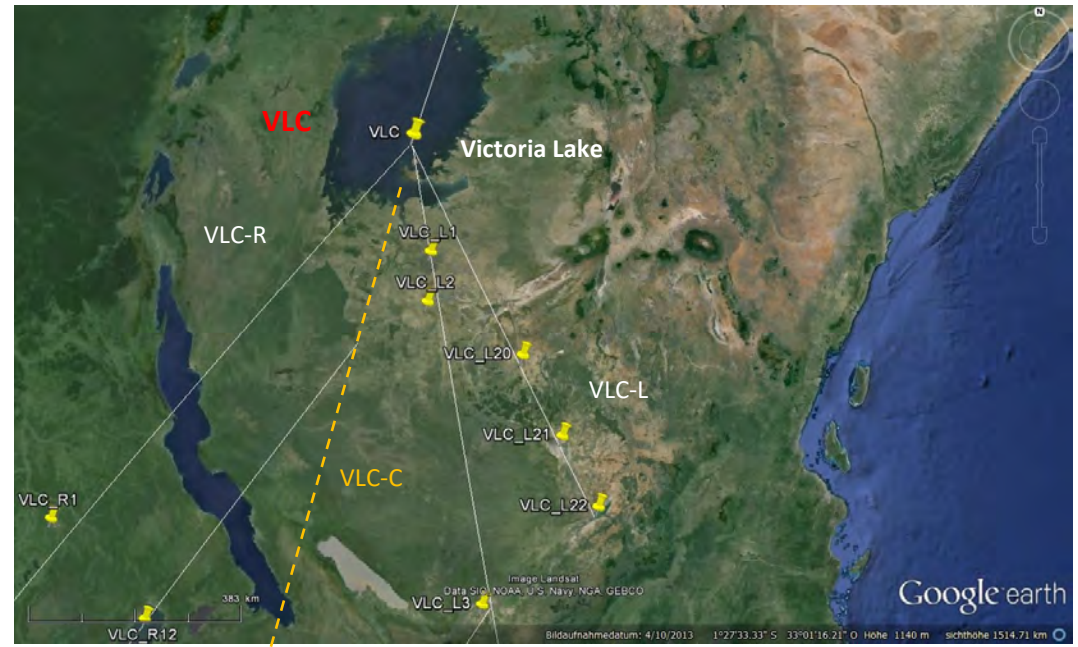 N
VLC
VLC
Victoria Lake
VLC-R
VLC_L1
VLC_L2
VLC_L20
VLC-L
VLC_L21
VLC-C
VLC_R1
VLC_L22
Image Landsat
Data SIO, NOAA, U.S. Navy, NGA, GEBCO
383 km
VLC_L3
Google earth
VLC_R12
Bildaufnahmedatum: 4/10/2013 1°27'33.33" S 33°01'16.21" O Höhe 1140 m sichthöhe 1514.71 km